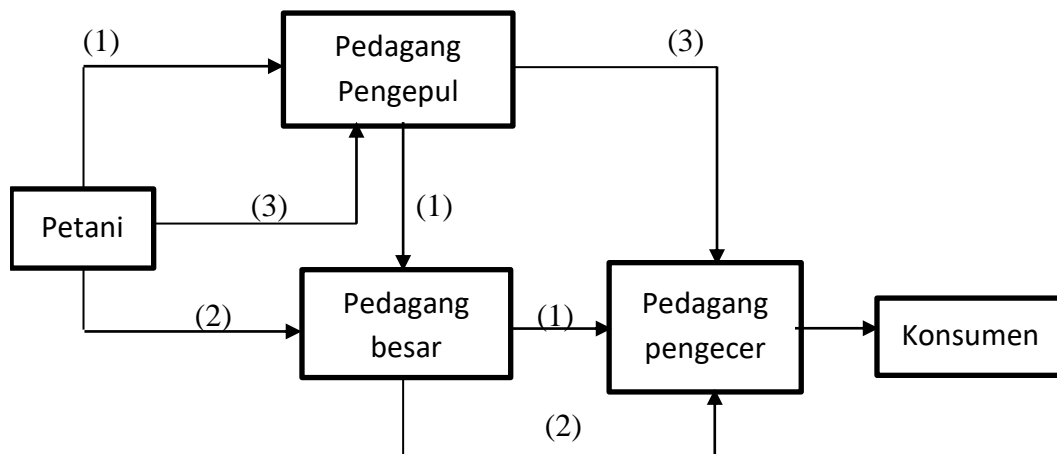 (1)
Pedagang
Pengepul
(3)
Petani
(3)
(1)
(2)
Pedagang
besar
(1)
Pedagang
pengecer
Konsumen
(2)